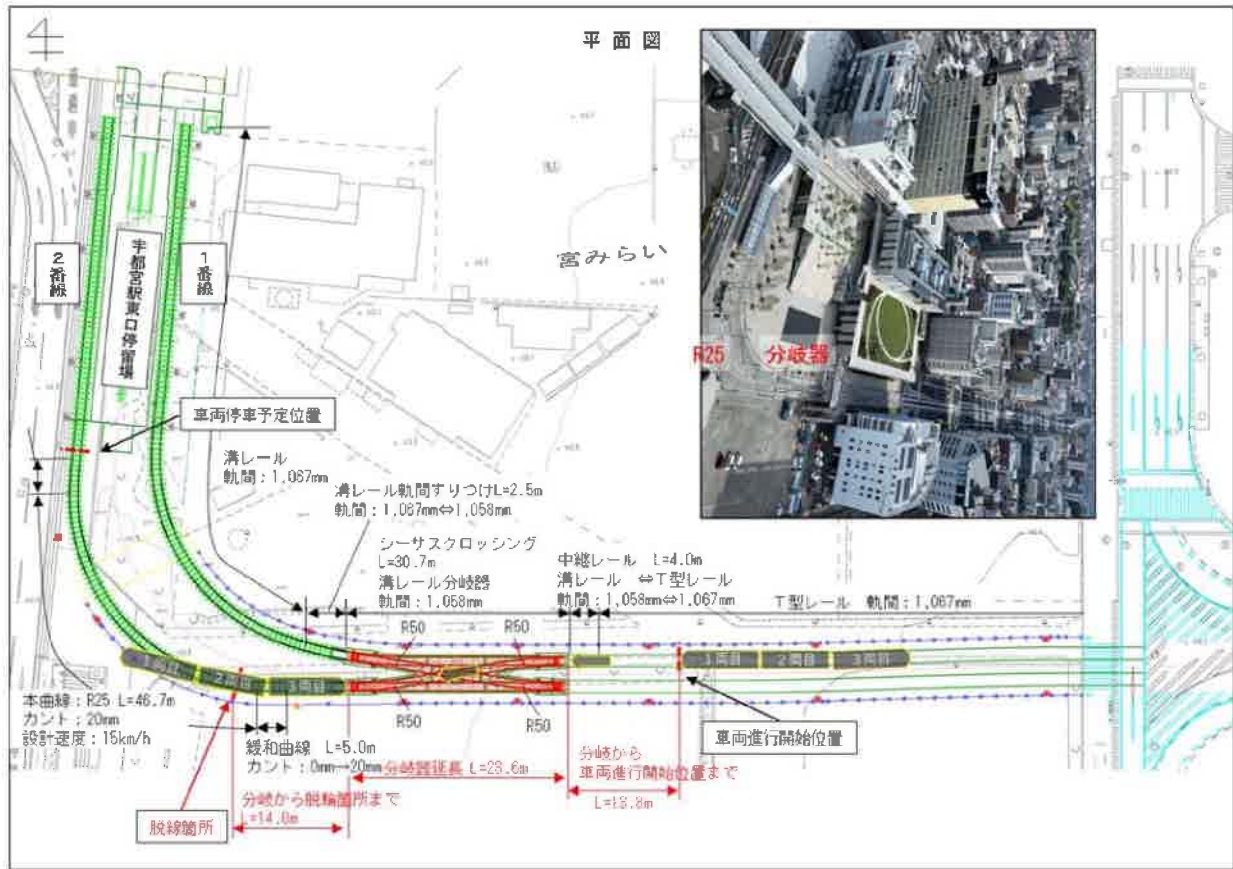 平面図
宮みらい
R25
分岐器
2番線
宇都宮駅東口停留場
1番線
車両停車予定位置
溝レール
軌間:1,067mm
溝レール軌間すりつけL=2.5m
軌間:1,067mm⇔1,058mm
シーサスクロッシング
L=30.7m
溝レール分岐器
軌間:1,058mm
中継レール L=4.0m
溝レール ⇔T型レール
軌間:1,058mm⇔1,067mm
T型レール 軌間:1,067mm
R50
R50
1両目
2両目
3両目
1両目
2両目
3両目
R50
R50
本曲線:R25 L=46.7m
カント:20mm
設計速度:15km/h
緩和曲線 L=5.0m
カント:0mm→20mm
分岐器延長 L=28.6m
分岐から
車両進行開始位置まで
車両進行開始位置
分岐から脱輪箇所まで
L=14.0m
脱線箇所